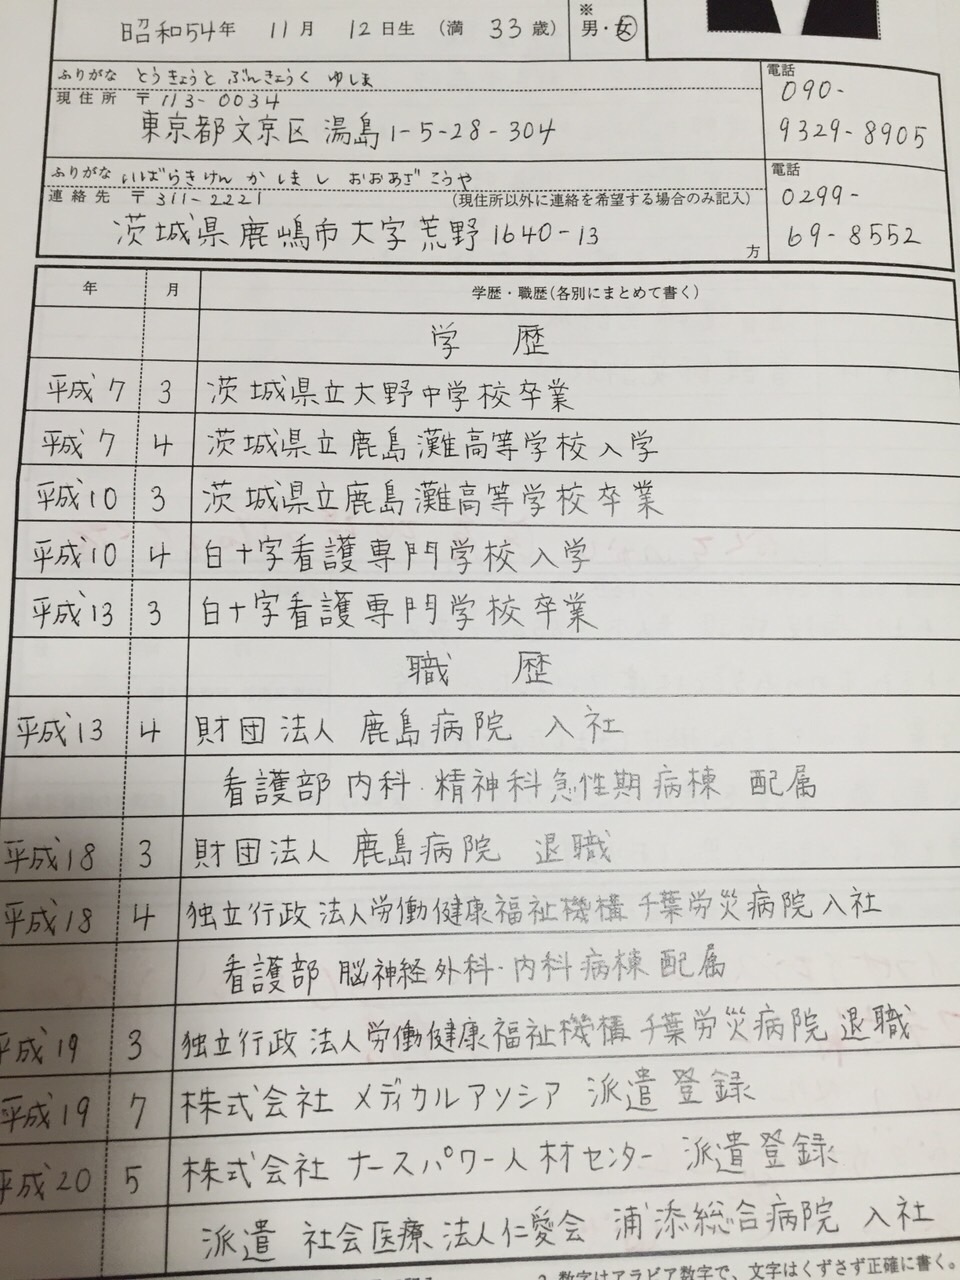 昭和54年 11月 12日生 (満 33歳)
※
男・女
ふりがな とうきょうと ぶんきょうく ゆしま
現住所 〒113-0034
東京都文京区 湯島1-5-28-304
電話
090-
9329-8905
ふりがな いばらきけん かしまし おおあざ こうや
連絡先 〒311-2221 (現住所以外に連絡を希望する場合のみ記入)
茨城県 鹿嶋市大字荒野1640-13
方
電話
0299-
69-8552
年 月 学歴・職歴(各別にまとめて書く)
学 歴
平成7 3 茨城県立大野中学校卒業
平成7 4 茨城県立鹿島灘高等学校入学
平成10 3 茨城県立鹿島灘高等学校卒業
平成10 4 白十字看護専門学校入学
平成13 3 白十字看護専門学校卒業
職 歴
平成13 4 財団法人 鹿島病院 入社
看護部 内科・精神科急性期病棟 配属
平成18 3 財団法人 鹿島病院 退職
平成18 4 独立行政法人労働健康福祉機構 千葉労災病院入社
看護部 脳神経外科・内科病棟配属
平成19 3 独立行政法人労働健康福祉機構 千葉労災病院 退職
平成19 7 株式会社 メディカルアソシア 派遣登録
平成20 5 株式会社 ナースパワー人材センター 派遣登録
派遣 社会医療法人仁愛会 浦添総合病院 入社
2.数字はアラビア数字で、文字はくずさず正確に書く。